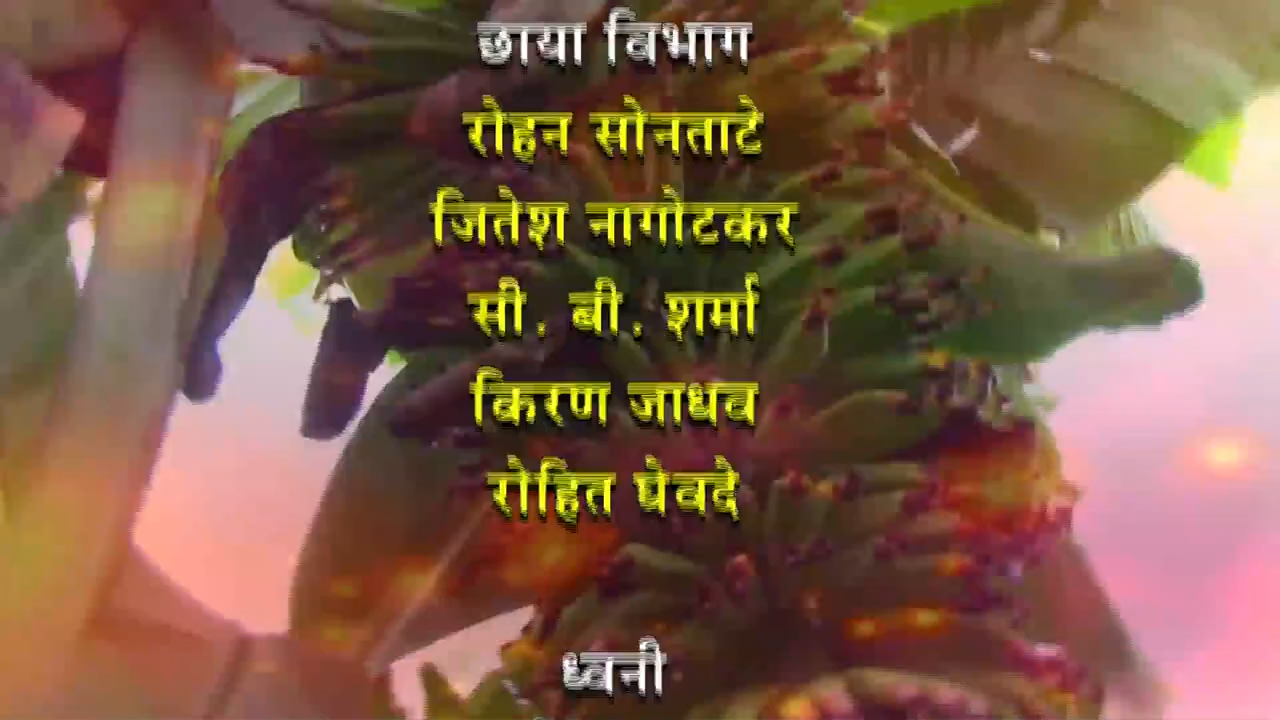 छाया विभाग
रोहन सोनताटे
जितेश नागोटकर
सी. बी. शर्मा
किरण जाधव
रोहित घेवदे
ध्वनी